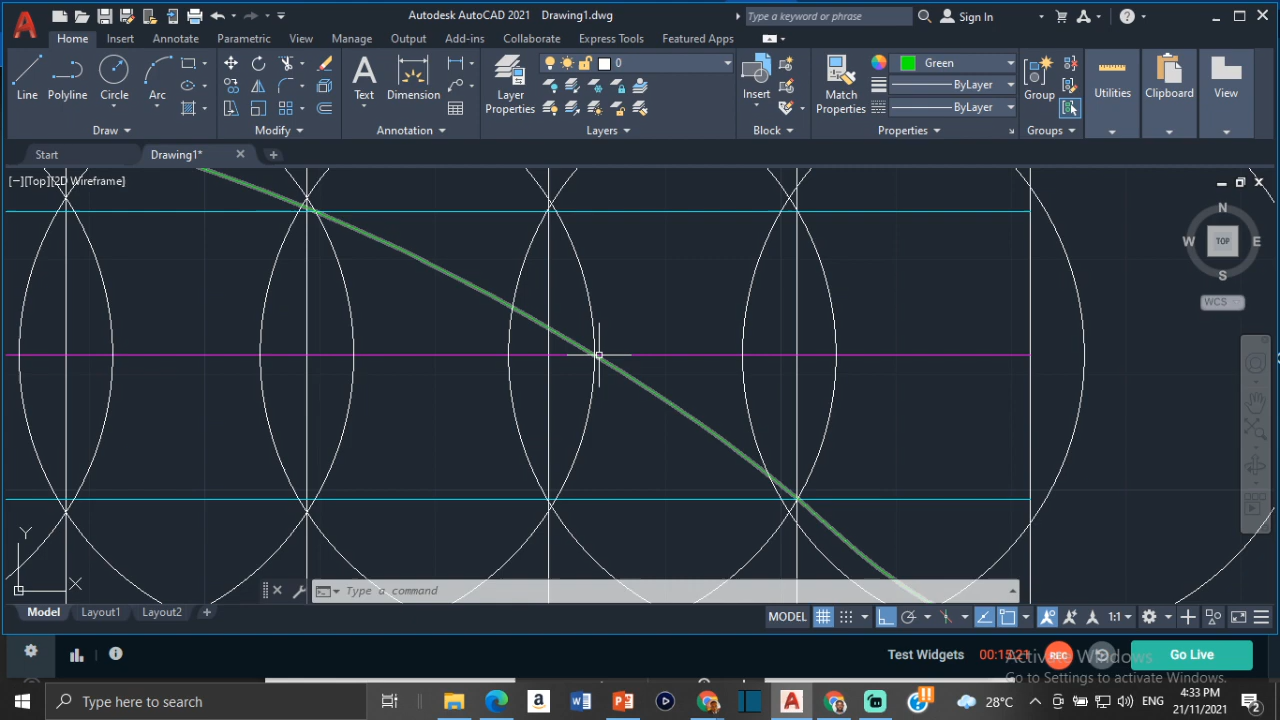 Autodesk AutoCAD 2021 Drawing1.dwg
Type a keyword or phrase
Sign In
Home Insert Annotate Parametric View Manage Output Add-ins Collaborate Express Tools Featured Apps
0
Green
ByLayer
ByLayer
Line Polyline Circle Arc
Text Dimension
Layer
Properties
Insert
Match
Properties
Group
Utilities Clipboard View
Draw Modify Annotation Layers Block Properties Groups
Start Drawing1*
[−][Top][2D Wireframe]
N
W TOP E
S
WCS
Y
X
Type a command
Model Layout1 Layout2
MODEL 1:1
Test Widgets 00:15:21 REC Go Live
Activate Windows
Go to Settings to activate Windows.
Type here to search
28°C
ENG
4:33 PM
21/11/2021
2